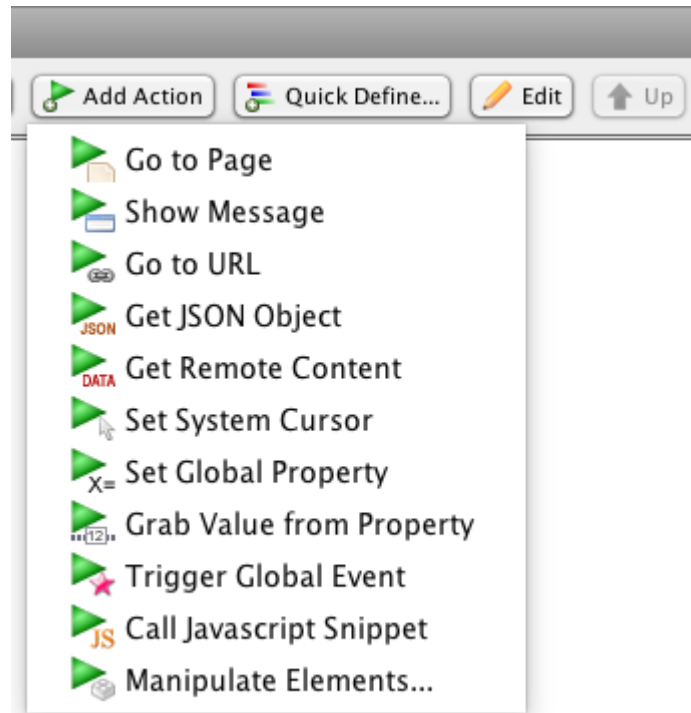 Add Action Quick Define... Edit Up
Go to Page
Show Message
Go to URL
JSON Get JSON Object
DATA Get Remote Content
Set System Cursor
X= Set Global Property
12 Grab Value from Property
Trigger Global Event
JS Call Javascript Snippet
Manipulate Elements...